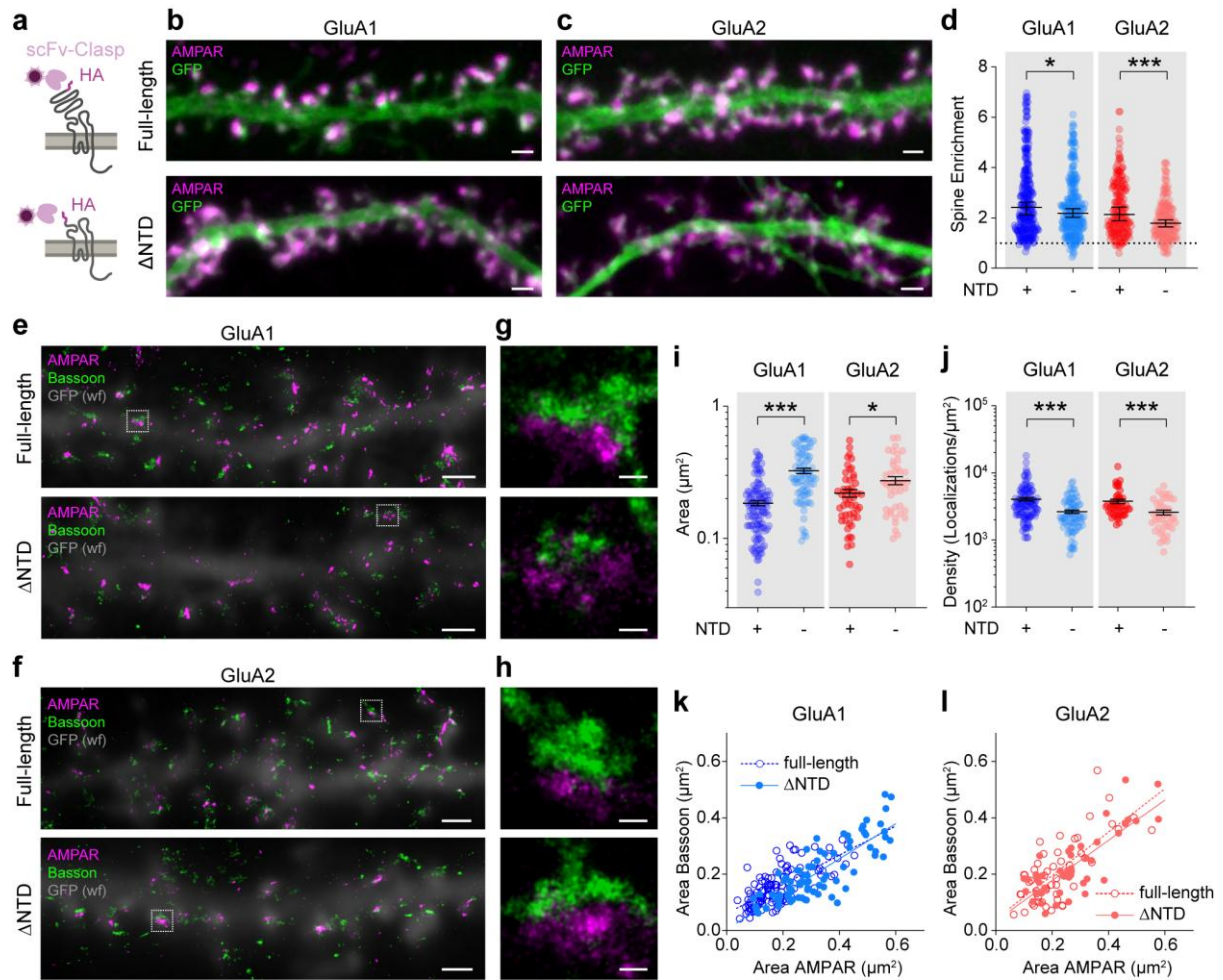 a
scFv-Clasp
HA
HA
b
GluA1
Full-length
AMPAR
GFP
ΔNTD
AMPAR
GFP
c
GluA2
AMPAR
GFP
AMPAR
GFP
d
GluA1 GluA2
* ***
Spine Enrichment
8
6
4
2
0
NTD + - + -
e
GluA1
Full-length
AMPAR
Bassoon
GFP (wf)
ΔNTD
AMPAR
Bassoon
GFP (wf)
f
GluA2
Full-length
AMPAR
Bassoon
GFP (wf)
ΔNTD
AMPAR
Basson
GFP (wf)
g
h
i
GluA1 GluA2
*** *
Area (µm²)
1
0.1
NTD + - + -
j
GluA1 GluA2
*** ***
Density (Localizations/µm²)
10⁵
10⁴
10³
10²
+ - + -
k
GluA1
full-length
ΔNTD
Area Bassoon (µm²)
0.6
0.4
0.2
0.0
0.0 0.2 0.4 0.6
Area AMPAR (µm²)
l
GluA2
full-length
ΔNTD
Area Bassoon (µm²)
0.6
0.4
0.2
0.0
0.0 0.2 0.4 0.6
Area AMPAR (µm²)